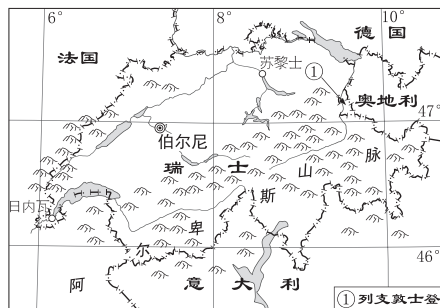 6° 8° 10°
法国 德国
苏黎士 ①
奥地利
47°
伯尔尼
瑞士 山脉
日内瓦 斯
卑
尔 46°
阿 意大利
① 列支敦士登